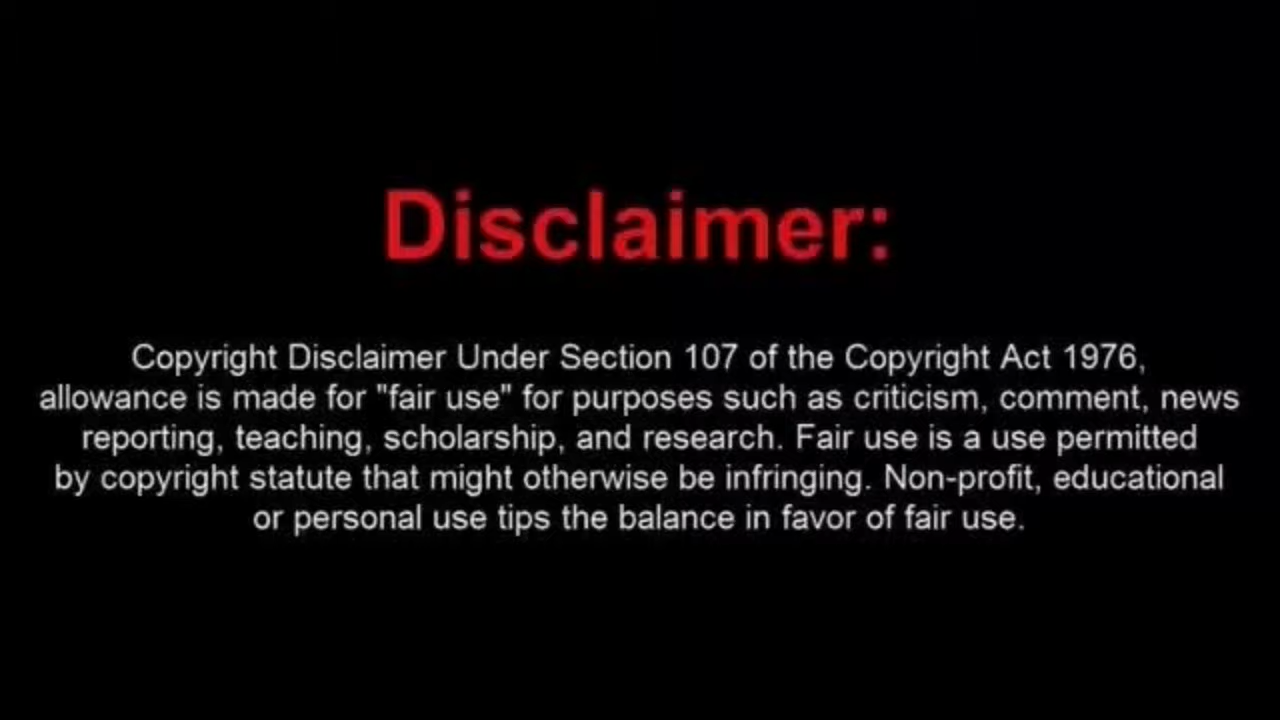 Disclaimer:
Copyright Disclaimer Under Section 107 of the Copyright Act 1976,
allowance is made for "fair use" for purposes such as criticism, comment, news
reporting, teaching, scholarship, and research. Fair use is a use permitted
by copyright statute that might otherwise be infringing. Non-profit, educational
or personal use tips the balance in favor of fair use.